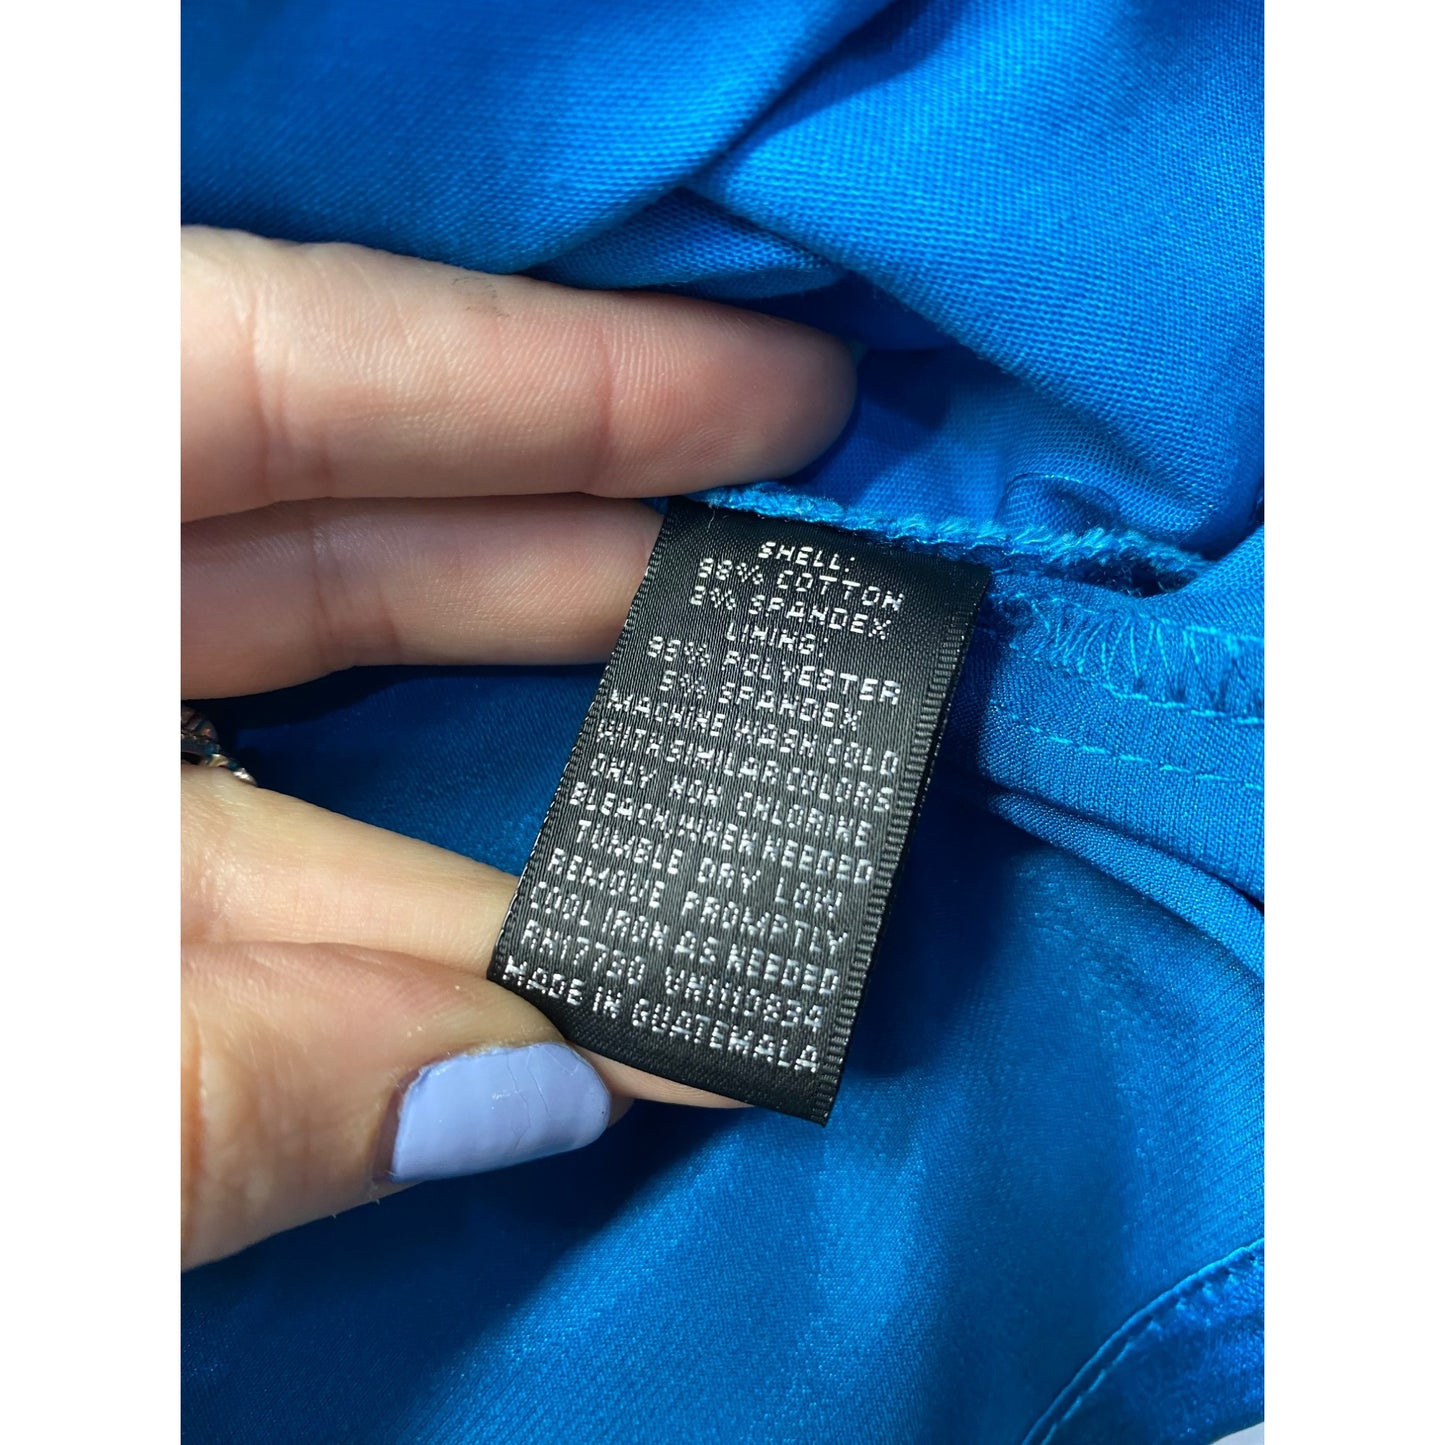 SHELL:
98% COTTON
2% SPANDEX
LINING:
95% POLYESTER
5% SPANDEX
MACHINE WASH COLD
WITH SIMILAR COLORS
ONLY NON CHLORINE
BLEACH,WHEN NEEDED
TUMBLE DRY LOW
REMOVE PROMPTLY
COOL IRON AS NEEDED
RN17730 VN1110834
MADE IN GUATEMALA